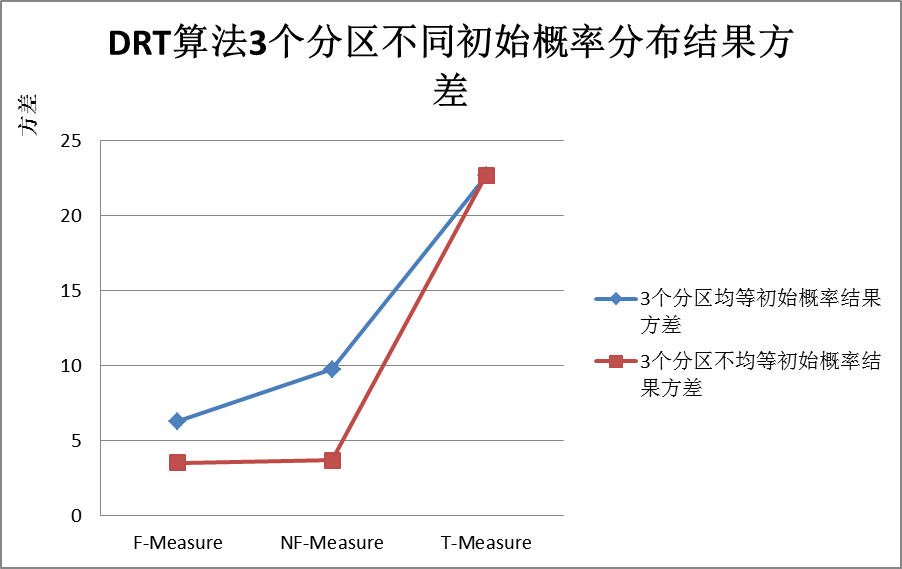 DRT算法3个分区不同初始概率分布结果方
差
方差
25
20
15
10
5
0
F-Measure
NF-Measure
T-Measure
3个分区均等初始概率结果
方差
3个分区不均等初始概率结
果方差